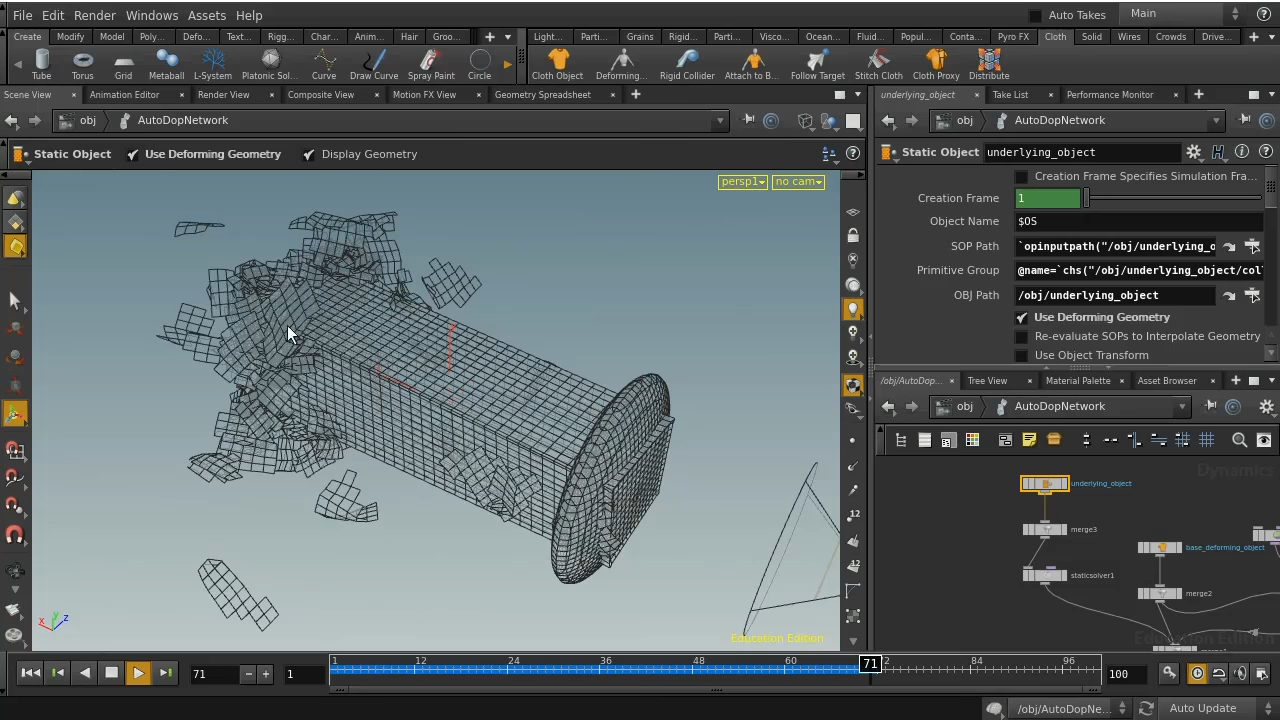 File Edit Render Windows Assets Help Auto Takes Main
Create Modify Model Poly... Defo... Text... Rigg... Char... Anim... Hair Groo... Light... Parti... Grains Rigid... Parti... Visco... Ocean... Fluid... Popul... Conta... Pyro FX Cloth Solid Wires Crowds Drive...
Tube Torus Grid Metaball L-System Platonic Sol... Curve Draw Curve Spray Paint Circle Cloth Object Deforming... Rigid Collider Attach to B... Follow Target Stitch Cloth Cloth Proxy Distribute
Scene View Animation Editor Render View Composite View Motion FX View Geometry Spreadsheet underlying_object Take List Performance Monitor
obj AutoDopNetwork obj AutoDopNetwork
Static Object Use Deforming Geometry Display Geometry Static Object underlying_object
persp1 no cam
Creation Frame Specifies Simulation Fra...
Creation Frame 1
Object Name $OS
SOP Path `opinputpath("/obj/underlying_o
Primitive Group @name=`chs("/obj/underlying_object/col
OBJ Path /obj/underlying_object
Use Deforming Geometry
Re-evaluate SOPs to Interpolate Geometry
Use Object Transform
/obj/AutoDop... Tree View Material Palette Asset Browser
obj AutoDopNetwork
Dynamics
underlying_object
merge3
base_deforming_object
staticsolver1
merge2
12
12
x y z
Education Edition
Education Edition
71 1 1 12 24 36 48 60 71 72 84 96 100
/obj/AutoDopNe... Auto Update